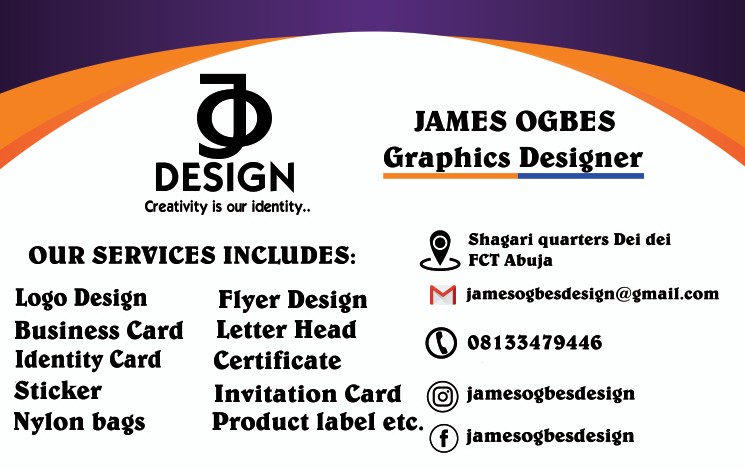 JO
DESIGN
Creativity is our identity..
JAMES OGBES
Graphics Designer
OUR SERVICES INCLUDES:
Logo Design
Business Card
Identity Card
Sticker
Nylon bags
Flyer Design
Letter Head
Certificate
Invitation Card
Product label etc.
Shagari quarters Dei dei
FCT Abuja
jamesogbesdesign@gmail.com
08133479446
jamesogbesdesign
jamesogbesdesign